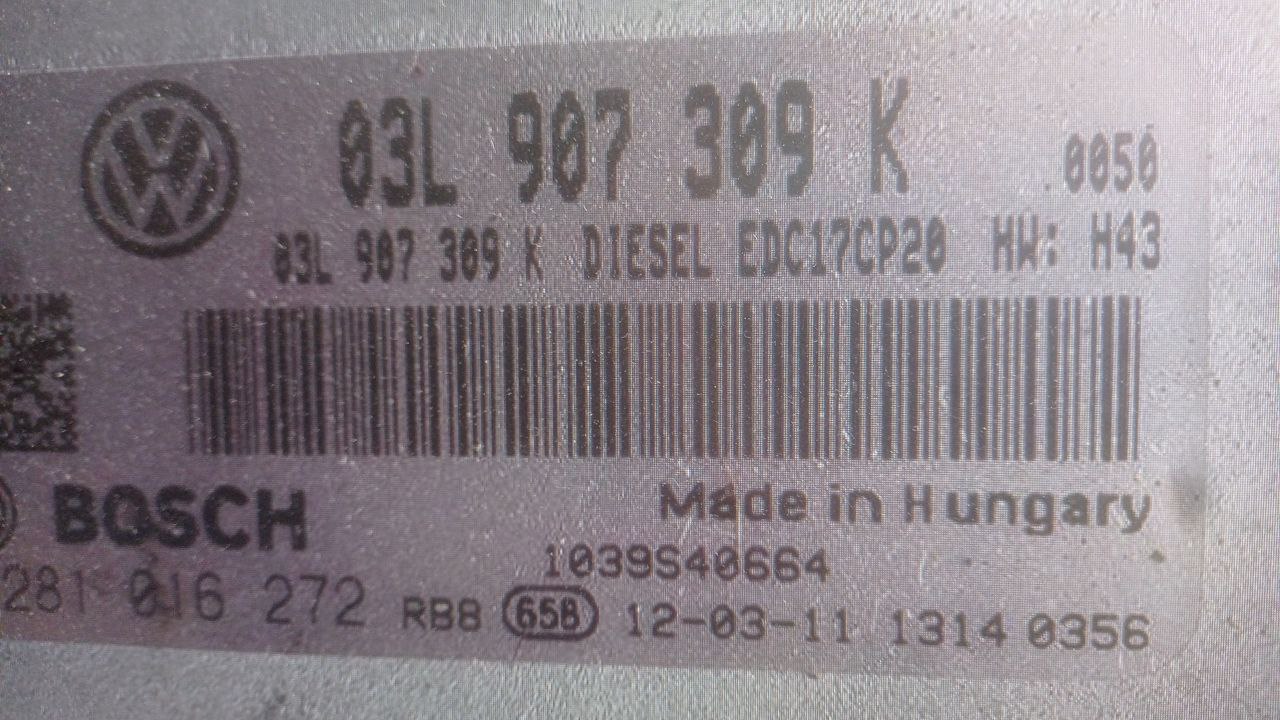 03L 907 309 K 0050
03L 907 309 K DIESEL EDC17CP20 HW: H43
BOSCH Made in Hungary
1039S40664
281 016 272 RB8 658 12-03-11 1314 0356